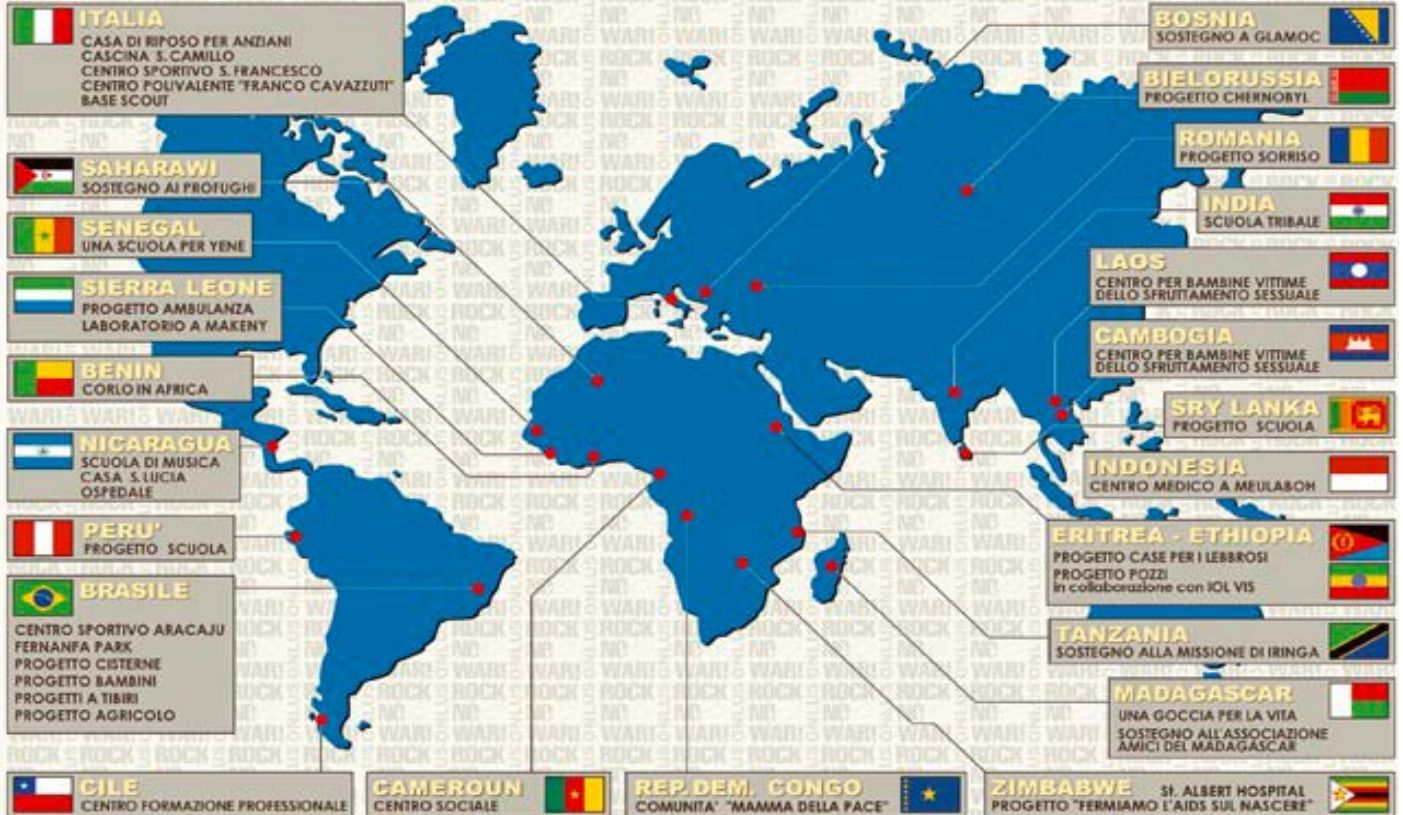 ITALIA
CASA DI RIPOSO PER ANZIANI
CASCINA S. CAMILLO
CENTRO SPORTIVO S. FRANCESCO
CENTRO POLIVALENTE "FRANCO CAVAZZUTI"
BASE SCOUT
SAHARAWI
SOSTEGNO AI PROFUGHI
SENEGAL
UNA SCUOLA PER YENE
SIERRA LEONE
PROGETTO AMBULANZA
LABORATORIO A MAKENY
BENIN
CORLO IN AFRICA
NICARAGUA
SCUOLA DI MUSICA
CASA S. LUCIA
OSPEDALE
PERU'
PROGETTO SCUOLA
BRASILE
CENTRO SPORTIVO ARACAJU
FERNANFA PARK
PROGETTO CISTERNE
PROGETTO BAMBINI
PROGETTI A TIBIRI
PROGETTO AGRICOLO
CILE
CENTRO FORMAZIONE PROFESSIONALE
CAMEROUN
CENTRO SOCIALE
REP.DEM. CONGO
COMUNITA' "MAMMA DELLA PACE"
ZIMBABWE St. ALBERT HOSPITAL
PROGETTO "FERMIAMO L'AIDS SUL NASCERE"
BOSNIA
SOSTEGNO A GLAMOC
BIELORUSSIA
PROGETTO CHERNOBYL
ROMANIA
PROGETTO SORRISO
INDIA
SCUOLA TRIBALE
LAOS
CENTRO PER BAMBINE VITTIME
DELLO SFRUTTAMENTO SESSUALE
CAMBOGIA
CENTRO PER BAMBINE VITTIME
DELLO SFRUTTAMENTO SESSUALE
SRY LANKA
PROGETTO SCUOLA
INDONESIA
CENTRO MEDICO A MEULABOH
ERITREA - ETHIOPIA
PROGETTO CASE PER I LEBBROSI
PROGETTO POZZI
in collaborazione con IOL VIS
TANZANIA
SOSTEGNO ALLA MISSIONE DI IRINGA
MADAGASCAR
UNA GOCCIA PER LA VITA
SOSTEGNO ALL'ASSOCIAZIONE
AMICI DEL MADAGASCAR